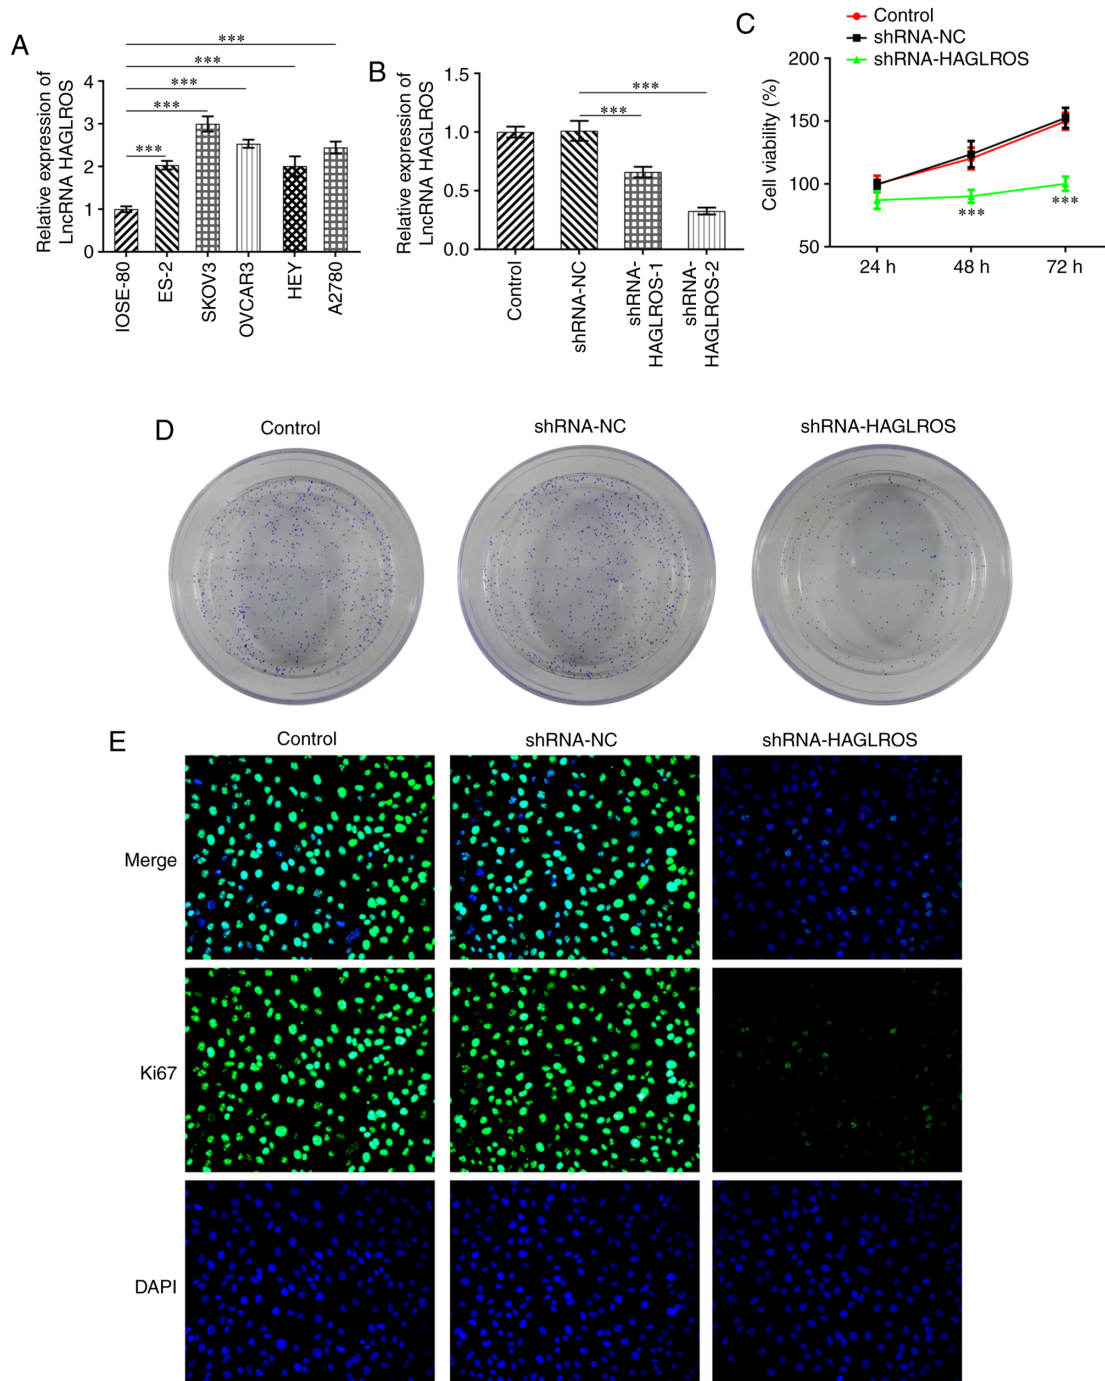 A
Relative expression of
LncRNA HAGLROS
4
3
2
1
0
***
***
***
***
***
IOSE-80
ES-2
SKOV3
OVCAR3
HEY
A2780
B
Relative expression of
LncRNA HAGLROS
1.5
1.0
0.5
0.0
***
***
Control
shRNA-NC
shRNA-
HAGLROS-1
shRNA-
HAGLROS-2
C
Control
shRNA-NC
shRNA-HAGLROS
Cell viability (%)
200
150
100
50
***
***
24 h
48 h
72 h
D
Control
shRNA-NC
shRNA-HAGLROS
E
Control
shRNA-NC
shRNA-HAGLROS
Merge
Ki67
DAPI